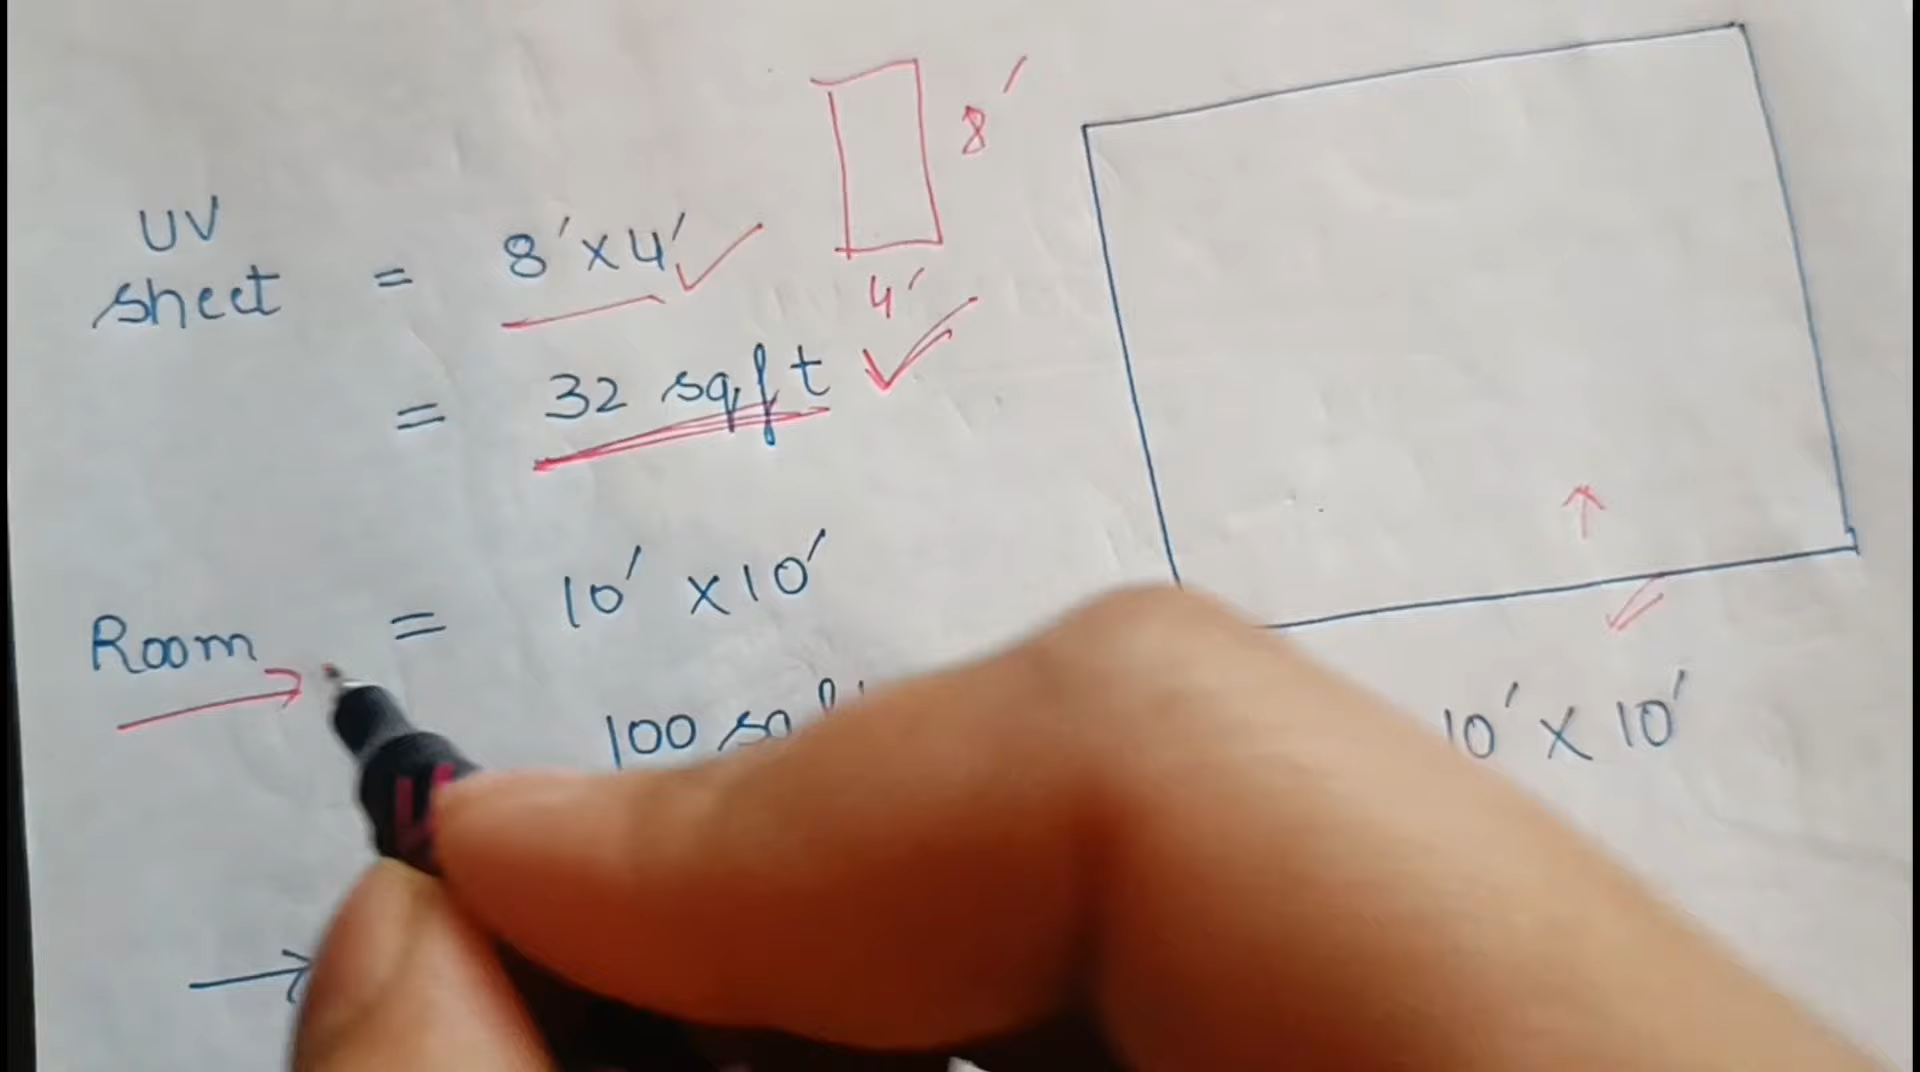 8'
UV
sheet = 8'x4'
4'
= 32 sqft
Room = 10' x10'
100
10' x 10'